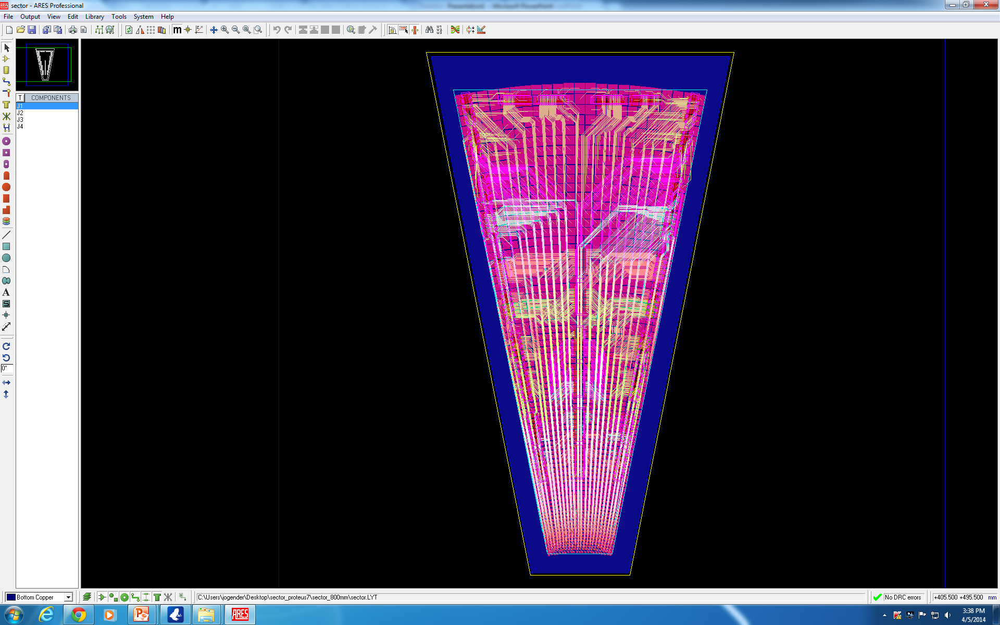 ARES sector - ARES Professional
File Output View Edit Library Tools System Help
m
T COMPONENTS
J1
J2
J3
J4
A
S
0°
Bottom Copper
C:\Users\jogender\Desktop\sector_proteus7\sector_800mm\sector.LYT
No DRC errors
+405.500 +495.500 mm
ARES
3:38 PM
4/5/2014